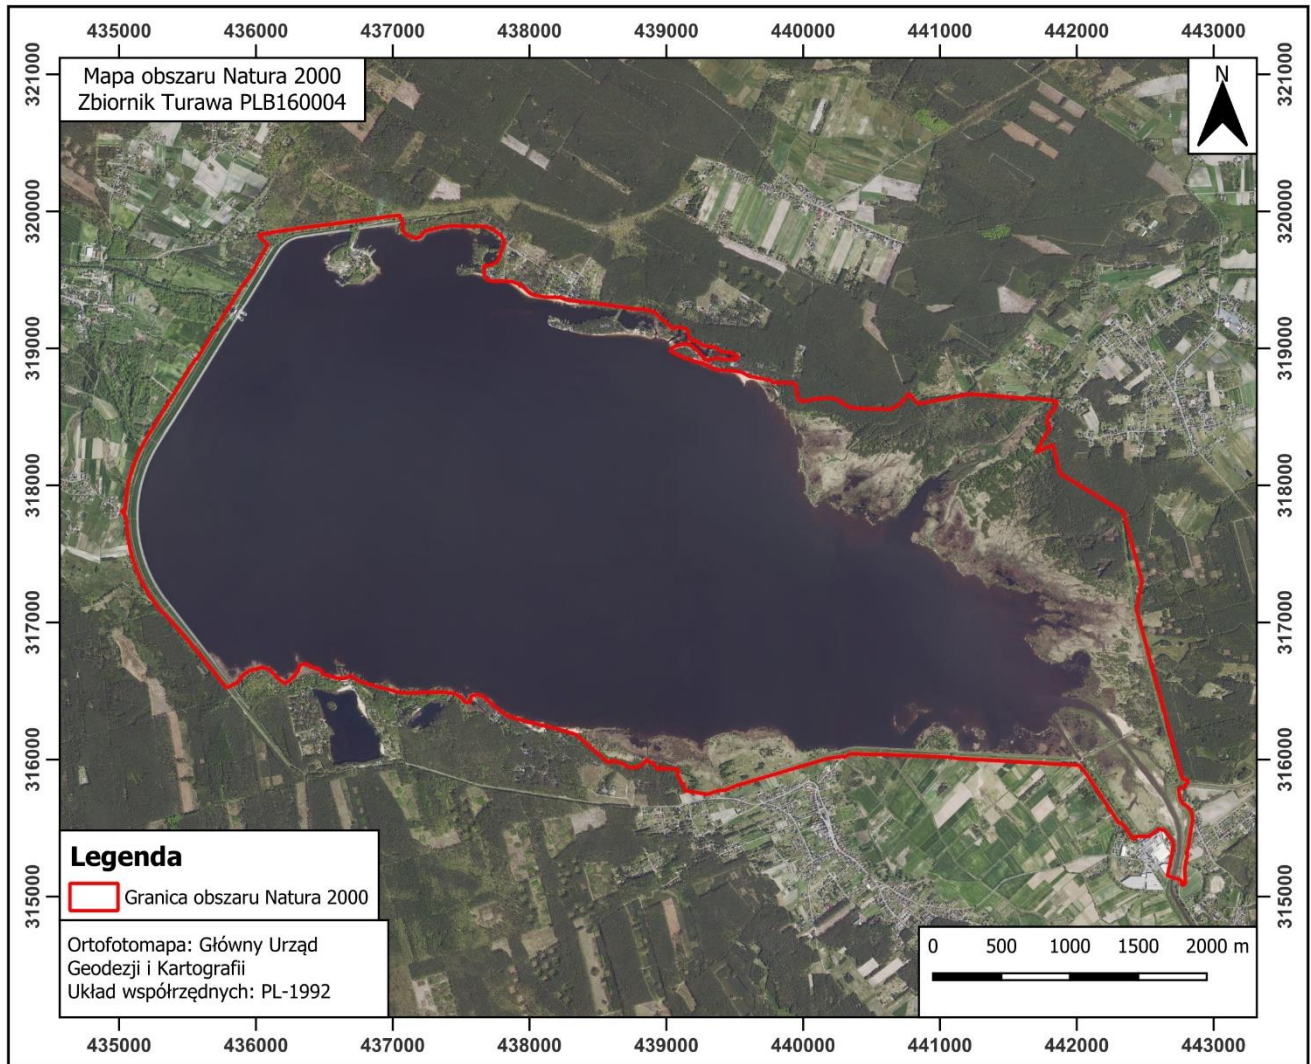 435000 436000 437000 438000 439000 440000 441000 442000 443000
321000 320000 319000 318000 317000 316000 315000
Mapa obszaru Natura 2000
Zbiornik Turawa PLB160004
N
321000 320000 319000 318000 317000 316000 315000
Legenda
Granica obszaru Natura 2000
Ortofotomapa: Główny Urząd
Geodezji i Kartografii
Układ współrzędnych: PL-1992
0 500 1000 1500 2000 m
435000 436000 437000 438000 439000 440000 441000 442000 443000